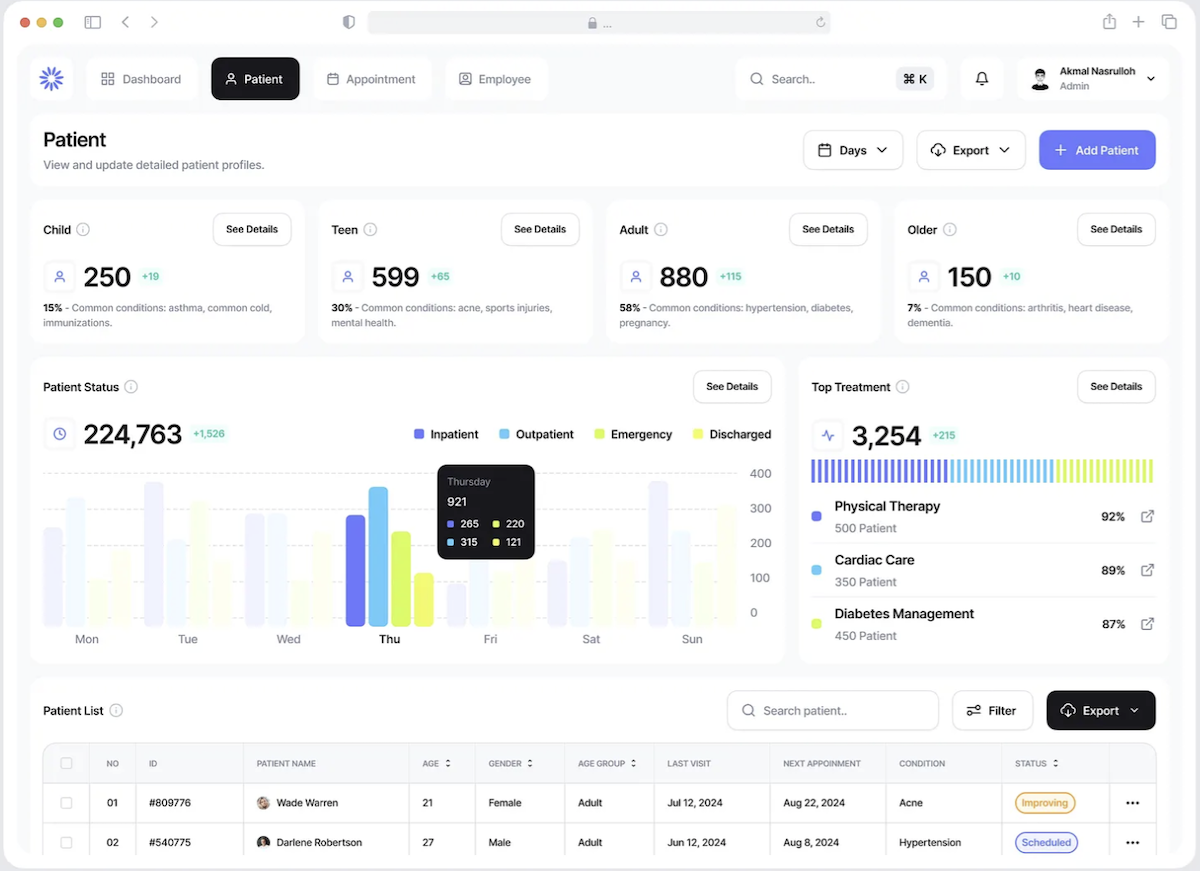 ...
Dashboard
Patient
Appointment
Employee
Search..
⌘ K
Akmal Nasrulloh
Admin
Patient
View and update detailed patient profiles.
Days
Export
+ Add Patient
Child
See Details
250 +19
15% - Common conditions: asthma, common cold,
immunizations.
Teen
See Details
599 +65
30% - Common conditions: acne, sports injuries,
mental health.
Adult
See Details
880 +115
58% - Common conditions: hypertension, diabetes,
pregnancy.
Older
See Details
150 +10
7% - Common conditions: arthritis, heart disease,
dementia.
Patient Status
See Details
224,763 +1,526
Inpatient Outpatient Emergency Discharged
Thursday
921
265 220
315 121
400
300
200
100
0
Mon Tue Wed Thu Fri Sat Sun
Top Treatment
See Details
3,254 +215
Physical Therapy
500 Patient
92%
Cardiac Care
350 Patient
89%
Diabetes Management
450 Patient
87%
Patient List
Search patient..
Filter
Export
NO ID PATIENT NAME AGE GENDER AGE GROUP LAST VISIT NEXT APPOINMENT CONDITION STATUS
01 #809776 Wade Warren 21 Female Adult Jul 12, 2024 Aug 22, 2024 Acne Improving
02 #540775 Darlene Robertson 27 Male Adult Jun 12, 2024 Aug 8, 2024 Hypertension Scheduled